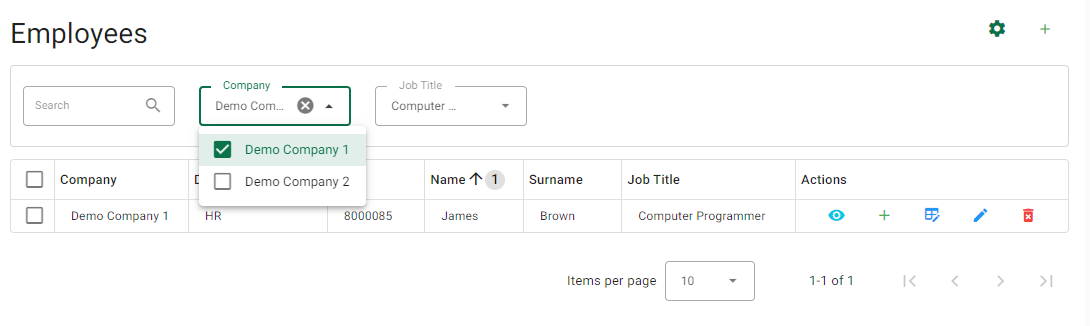 Employees
Company
Job Title
Search
Demo Com...
Computer ...
Demo Company 1
Demo Company 2
Company
Name
1
Surname
Job Title
Actions
Demo Company 1
HR
8000085
James
Brown
Computer Programmer
Items per page
10
1-1 of 1